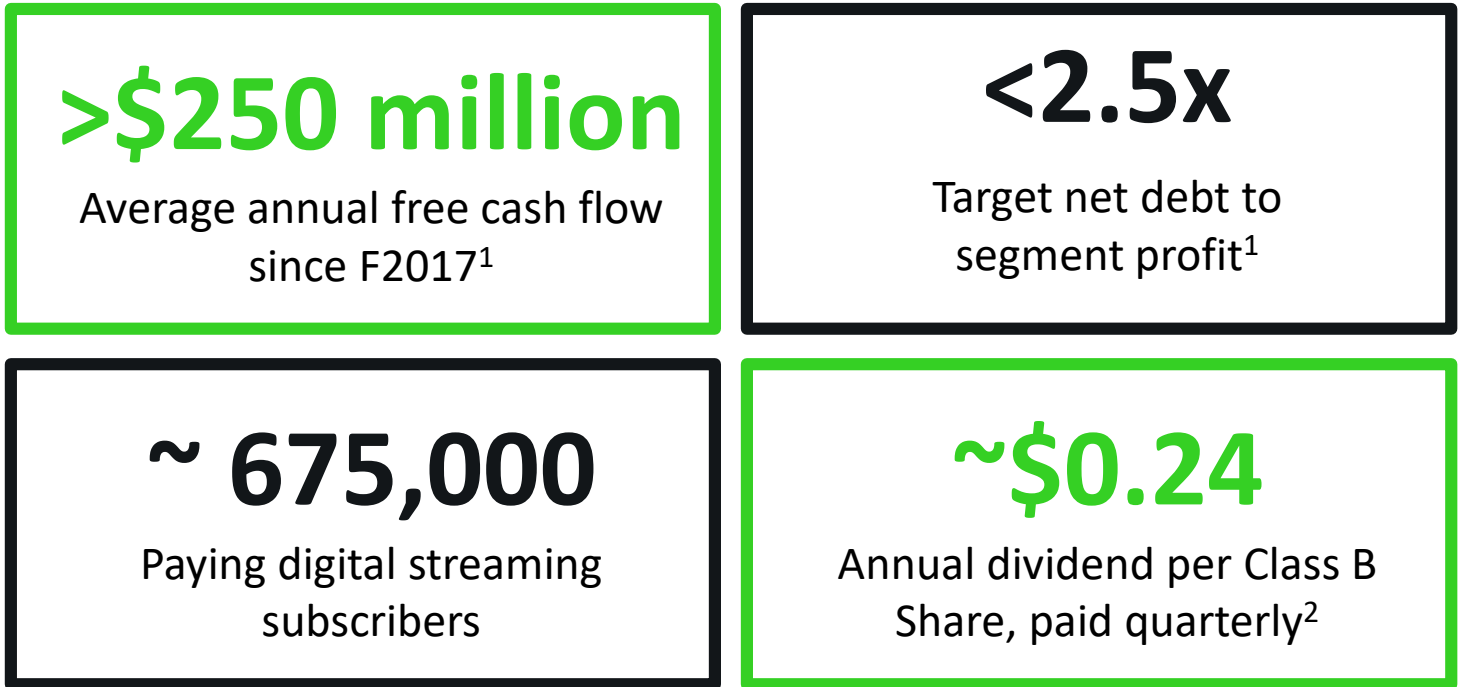 >$250 million
Average annual free cash flow
since F2017¹
<2.5x
Target net debt to
segment profit¹
~ 675,000
Paying digital streaming
subscribers
~$0.24
Annual dividend per Class B
Share, paid quarterly²